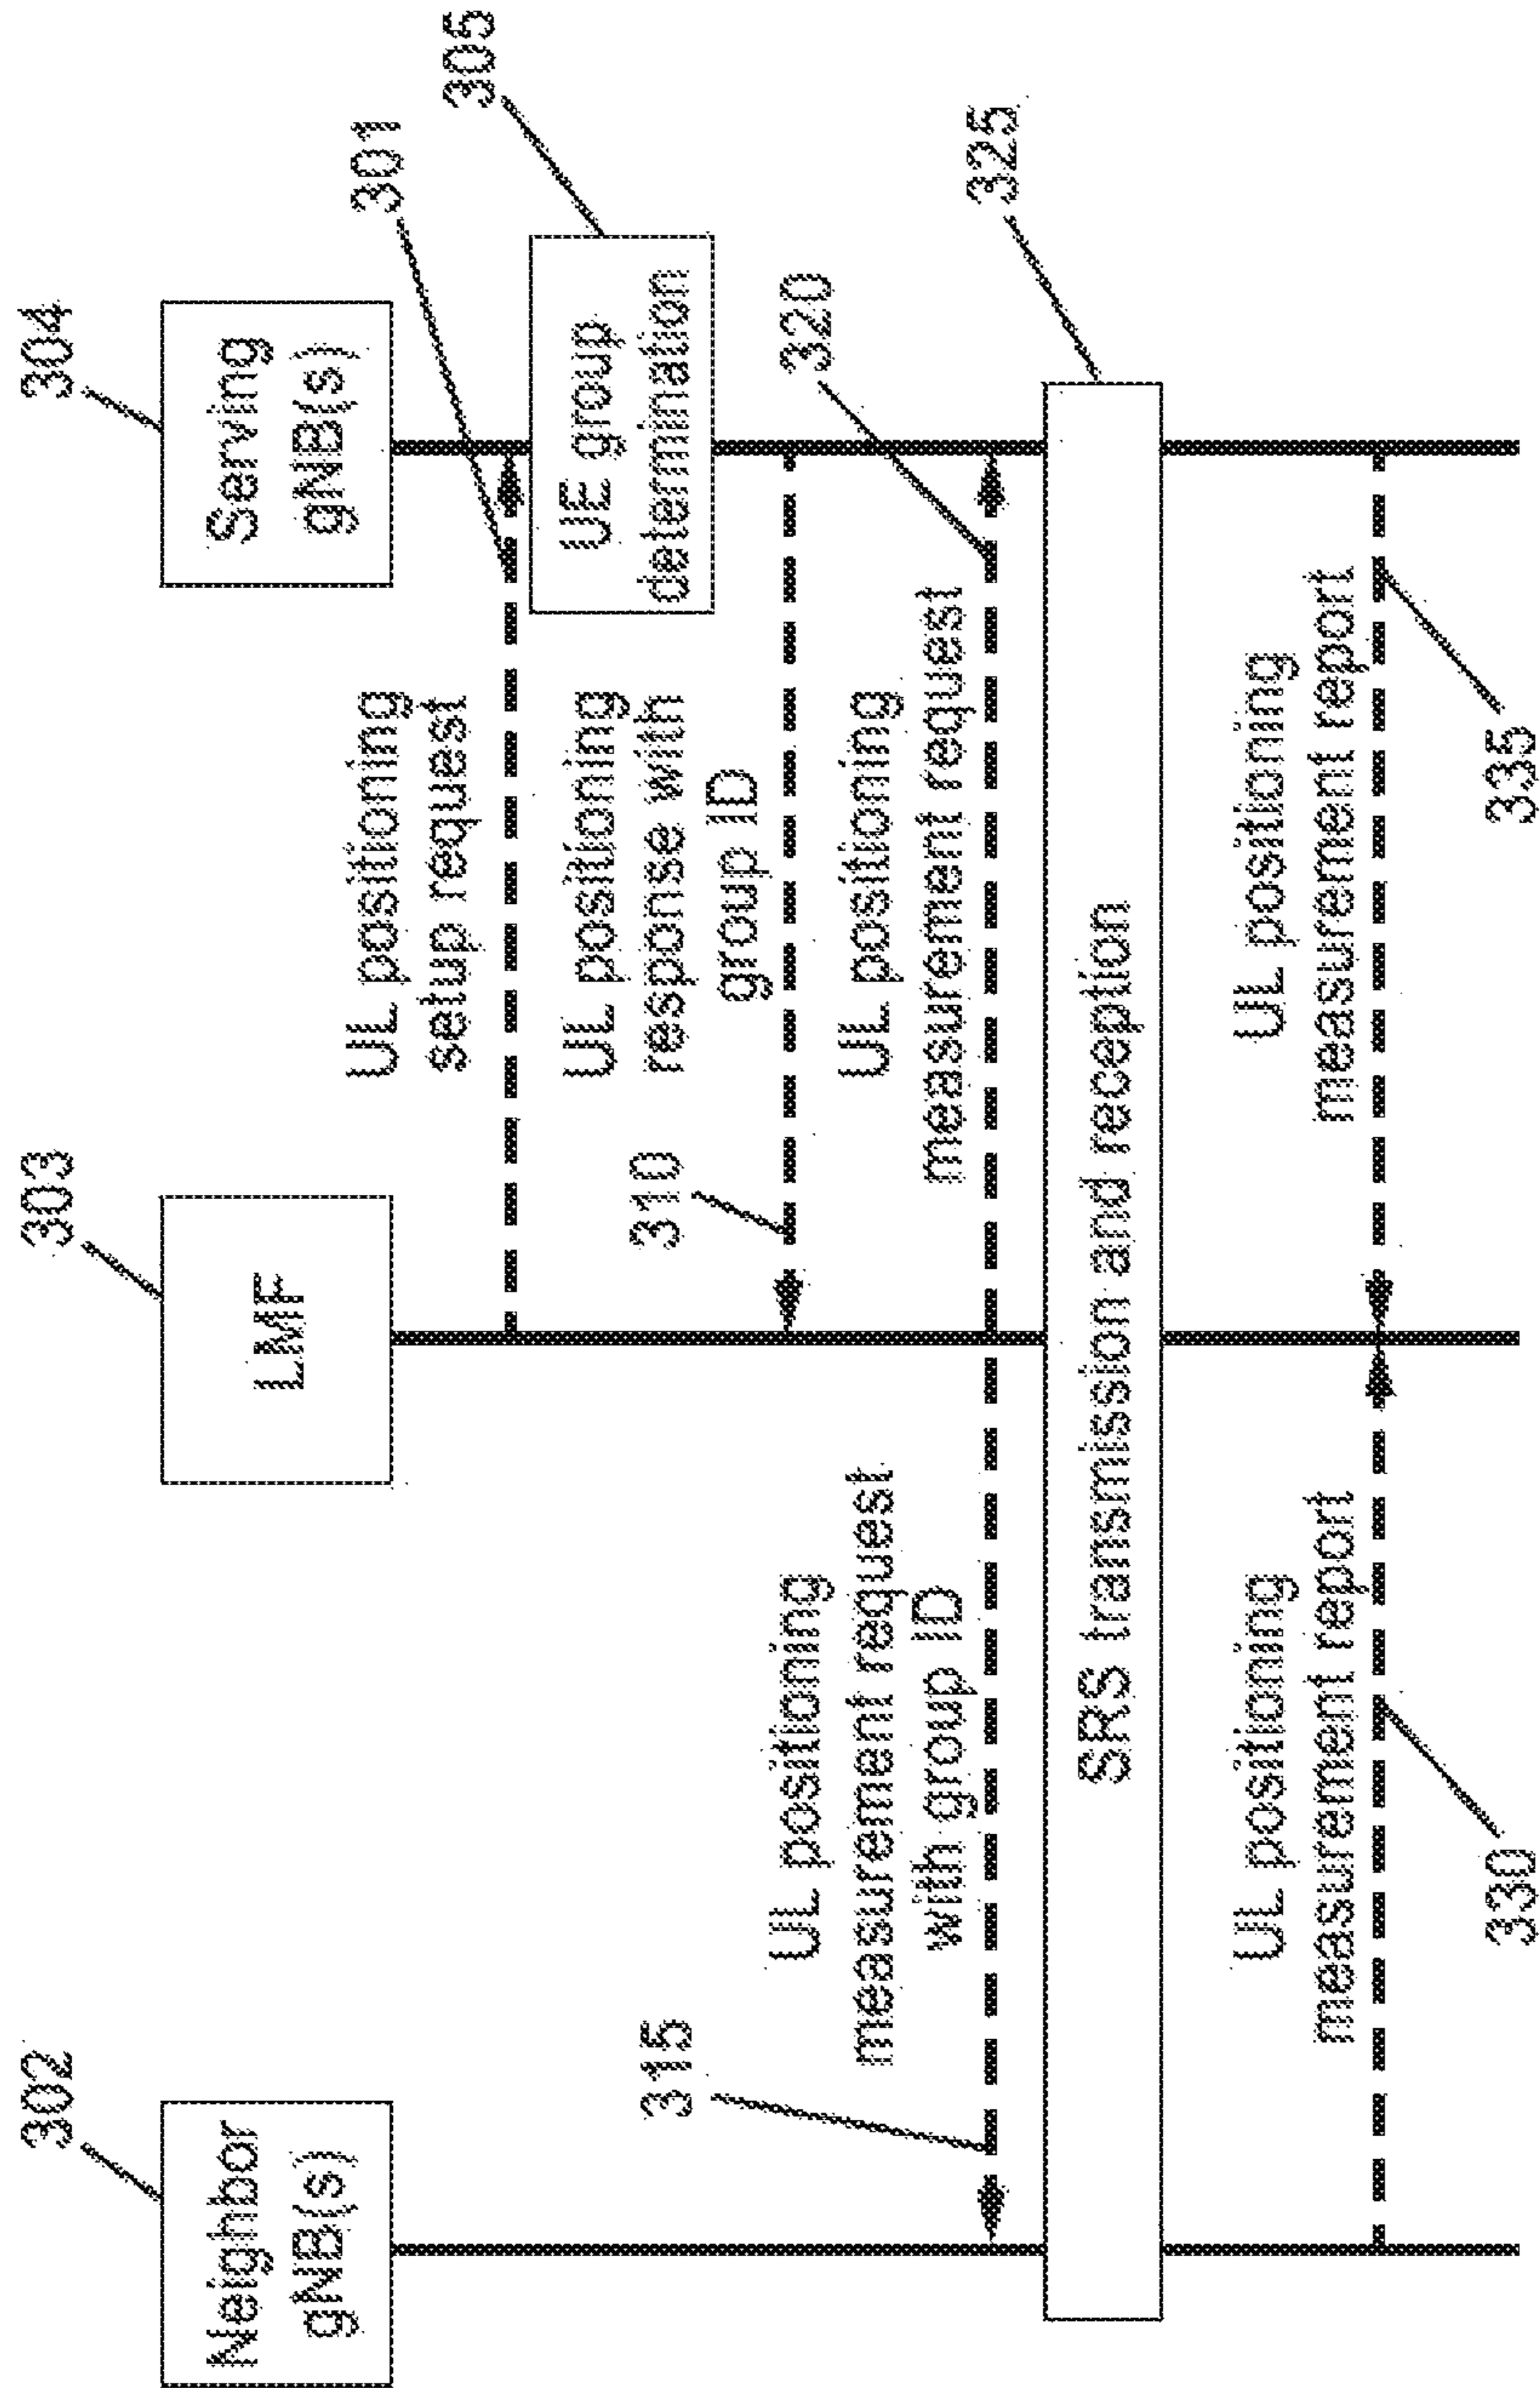 302
303
304
Neighbor
gNB(s)
LMF
Serving
gNB(s)
301
UL positioning
setup request
305
UE group
determination
UL positioning
response with
group ID
310
315
UL positioning
measurement request
with group ID
UL positioning
measurement request
320
SRS transmission and reception
325
UL positioning
measurement report
UL positioning
measurement report
330
335